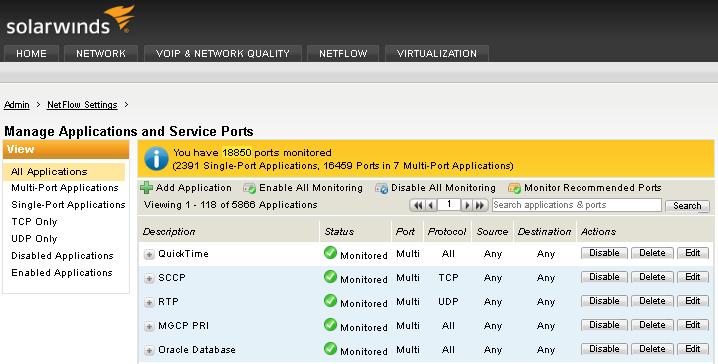 solarwinds
HOME NETWORK VOIP & NETWORK QUALITY NETFLOW VIRTUALIZATION
Admin > NetFlow Settings >
Manage Applications and Service Ports
View
All Applications
Multi-Port Applications
Single-Port Applications
TCP Only
UDP Only
Disabled Applications
Enabled Applications
You have 18850 ports monitored
(2391 Single-Port Applications, 16459 Ports in 7 Multi-Port Applications)
Add Application Enable All Monitoring Disable All Monitoring Monitor Recommended Ports
Viewing 1 - 118 of 5866 Applications 1 Search applications & ports Search
Description Status Port Protocol Source Destination Actions
QuickTime Monitored Multi All Any Any Disable Delete Edit
SCCP Monitored Multi TCP Any Any Disable Delete Edit
RTP Monitored Multi UDP Any Any Disable Delete Edit
MGCP PRI Monitored Multi All Any Any Disable Delete Edit
Oracle Database Monitored Multi All Any Any Disable Delete Edit